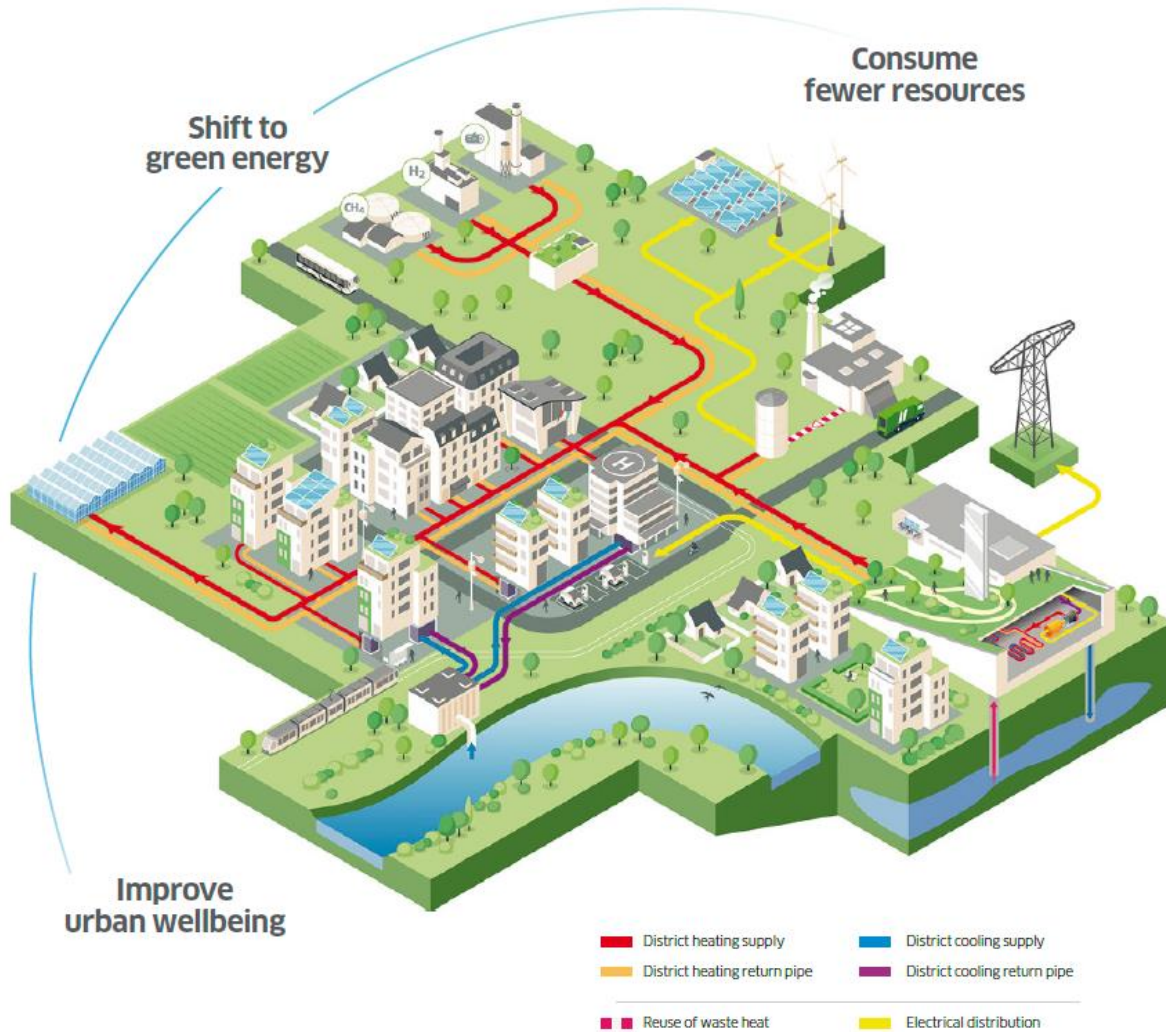 Consume
fewer resources
Shift to
green energy
H₂
CH₄
H
Improve
urban wellbeing
District heating supply
District cooling supply
District heating return pipe
District cooling return pipe
Reuse of waste heat
Electrical distribution